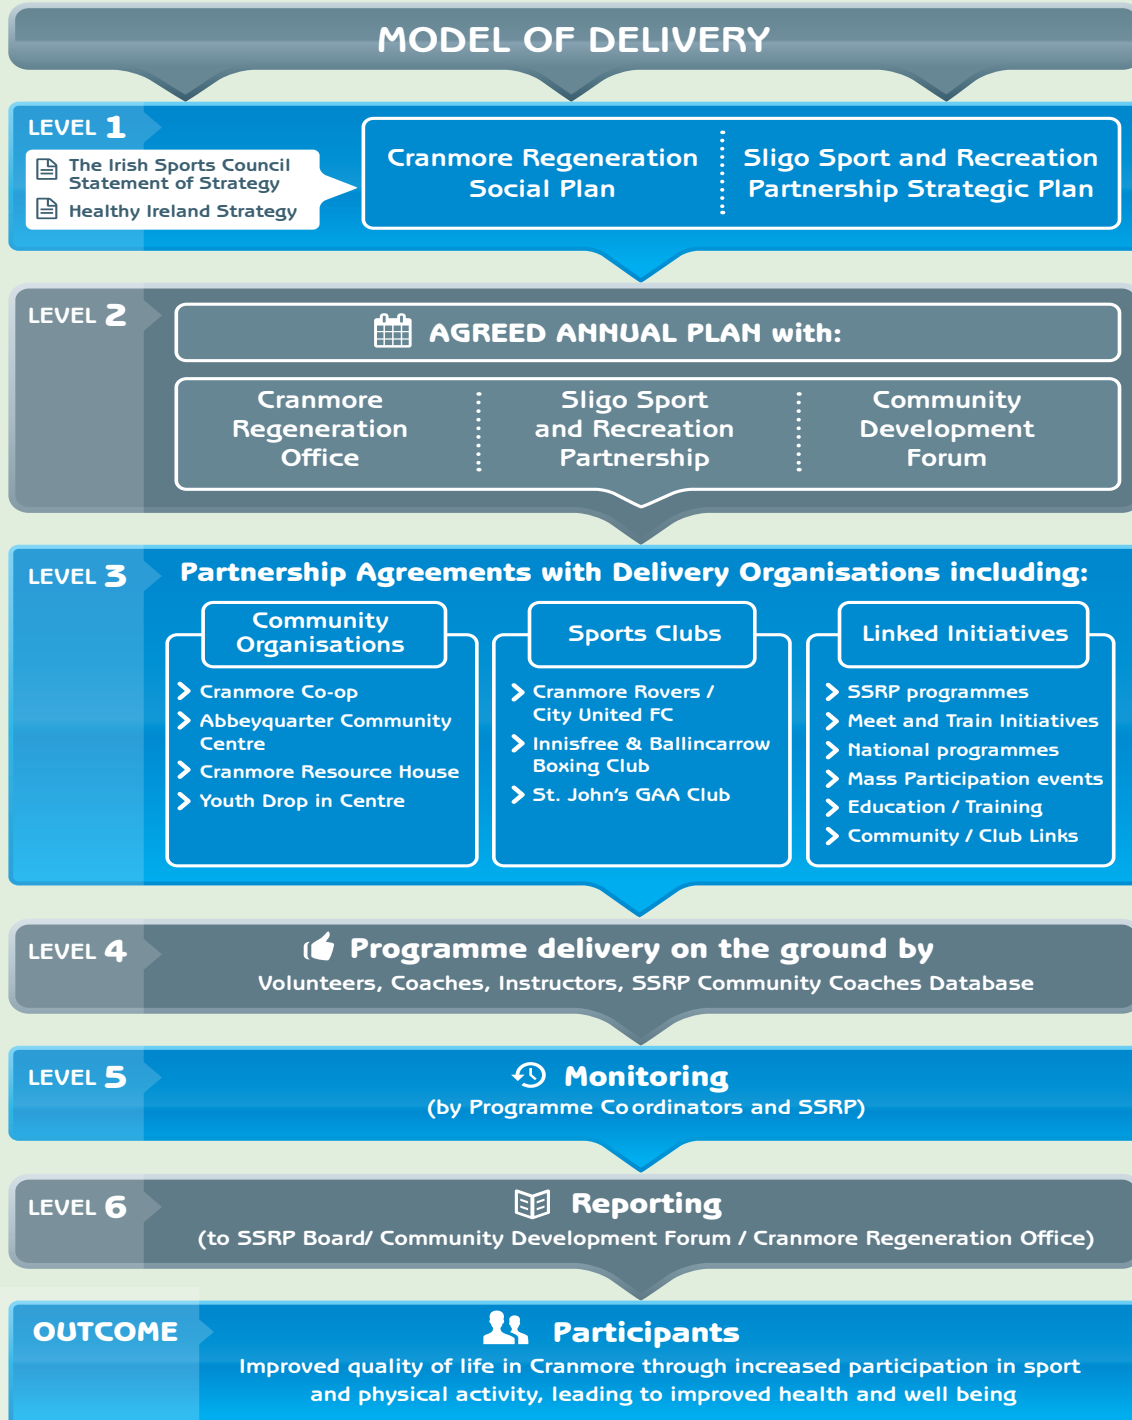 MODEL OF DELIVERY
LEVEL 1
The Irish Sports Council
Statement of Strategy
Healthy Ireland Strategy
Cranmore Regeneration
Social Plan
Sligo Sport and Recreation
Partnership Strategic Plan
LEVEL 2
AGREED ANNUAL PLAN with:
Cranmore
Regeneration
Office
Sligo Sport
and Recreation
Partnership
Community
Development
Forum
LEVEL 3
Partnership Agreements with Delivery Organisations including:
Community
Organisations
Cranmore Co-op
Abbeyquarter Community
Centre
Cranmore Resource House
Youth Drop in Centre
Sports Clubs
Cranmore Rovers /
City United FC
Innisfree & Ballincarrow
Boxing Club
St. John's GAA Club
Linked Initiatives
SSRP programmes
Meet and Train Initiatives
National programmes
Mass Participation events
Education / Training
Community / Club Links
LEVEL 4
Programme delivery on the ground by
Volunteers, Coaches, Instructors, SSRP Community Coaches Database
LEVEL 5
Monitoring
(by Programme Coordinators and SSRP)
LEVEL 6
Reporting
(to SSRP Board/ Community Development Forum / Cranmore Regeneration Office)
OUTCOME
Participants
Improved quality of life in Cranmore through increased participation in sport
and physical activity, leading to improved health and well being